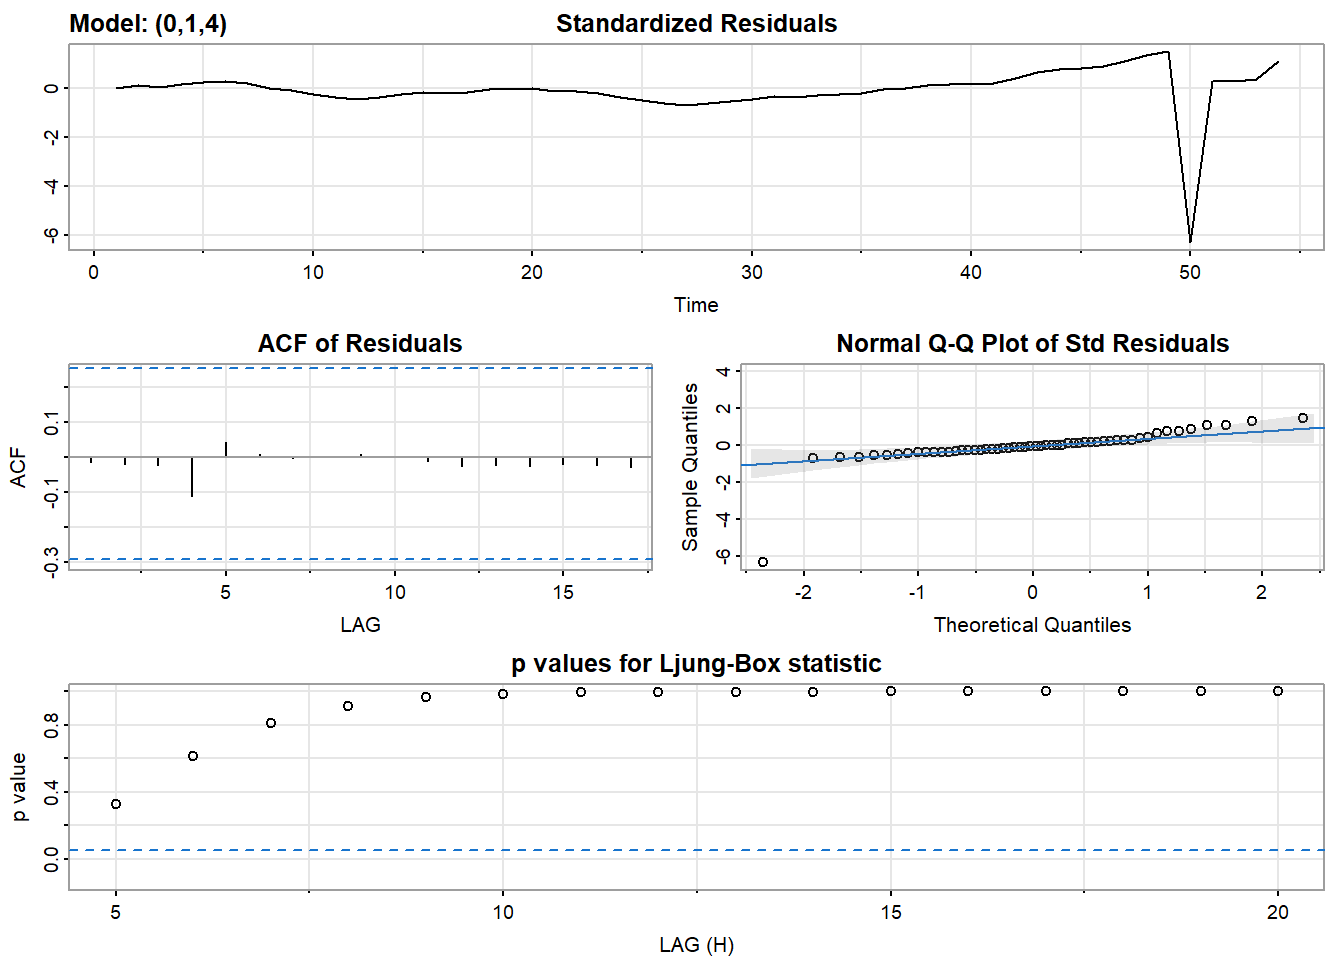 Model: (0,1,4) Standardized Residuals
0
-2
-4
-6
0 10 20 30 40 50
Time
ACF of Residuals
0.1
-0.1
-0.3
ACF
5 10 15
LAG
Normal Q-Q Plot of Std Residuals
4
2
0
-2
-4
-6
Sample Quantiles
-2 -1 0 1 2
Theoretical Quantiles
p values for Ljung-Box statistic
0.8
0.4
0.0
p value
5 10 15 20
LAG (H)